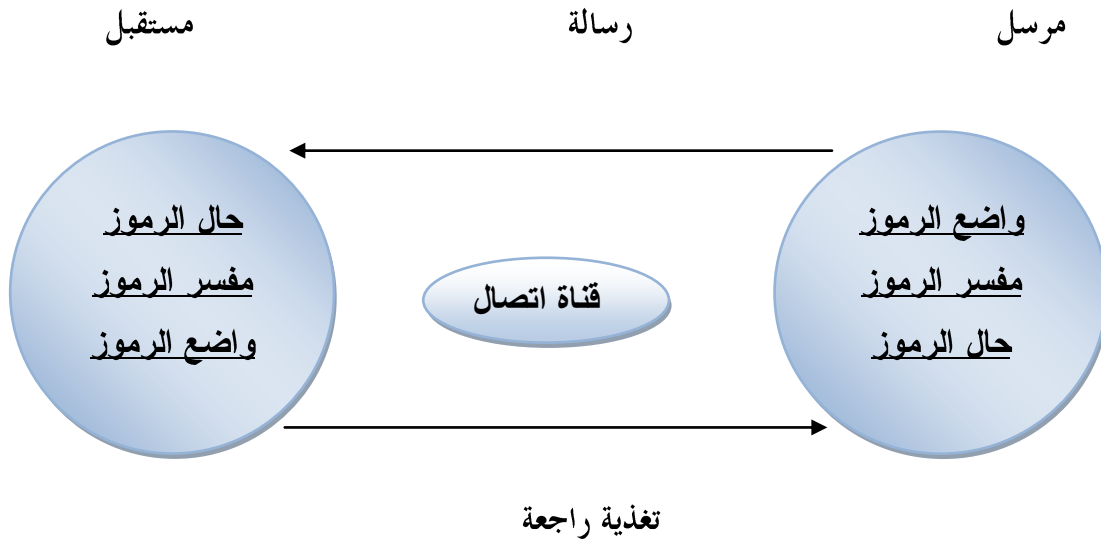 مرسل
رسالة
مستقبل
واضع الرموز
مفسر الرموز
حال الرموز
قناة اتصال
حال الرموز
مفسر الرموز
واضع الرموز
تغذية راجعة